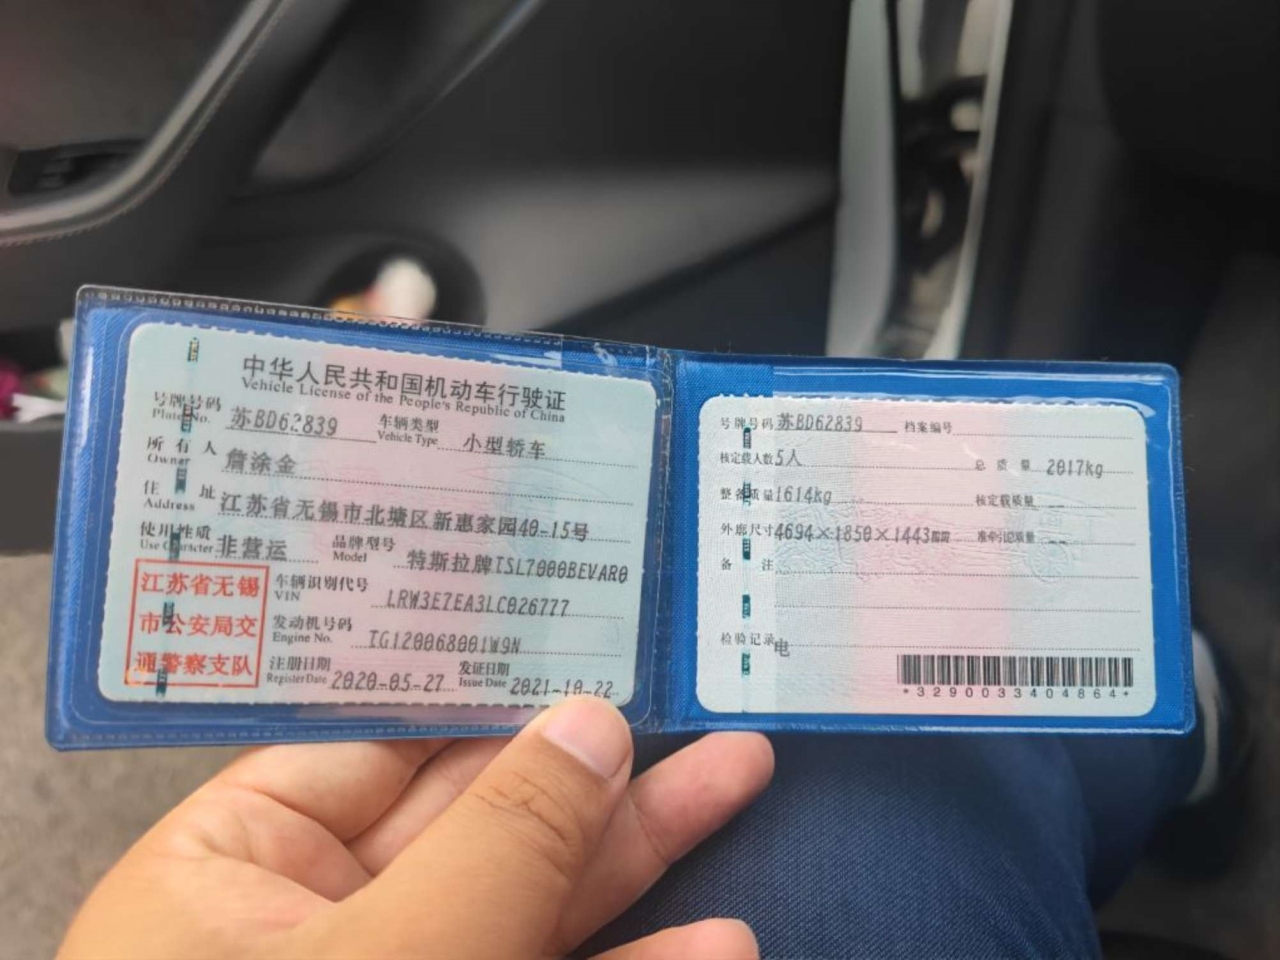 中华人民共和国机动车行驶证
Vehicle License of the People's Republic of China
号牌号码 苏BD62839 车辆类型 小型轿车
Plate No. Vehicle Type
所有人 詹涂金
Owner
住址 江苏省无锡市北塘区新惠家园40-15号
Address
使用性质 非营运 品牌型号 特斯拉牌TSL7000BEVAR0
Use Character Model
江苏省无锡
市公安局交
通警察支队
车辆识别代号 LRW3E7EA3LC026777
VIN
发动机号码 TG120068001W9N
Engine No.
注册日期 2020-05-27 发证日期 2021-10-22
Register Date Issue Date
号牌号码 苏BD62839 档案编号
核定载人数 5人 总质量 2017kg
整备质量 1614kg 核定载质量 --
外廓尺寸 4694×1850×1443mm 准牵引总质量 --
备注
检验记录 电
*3290033404864*